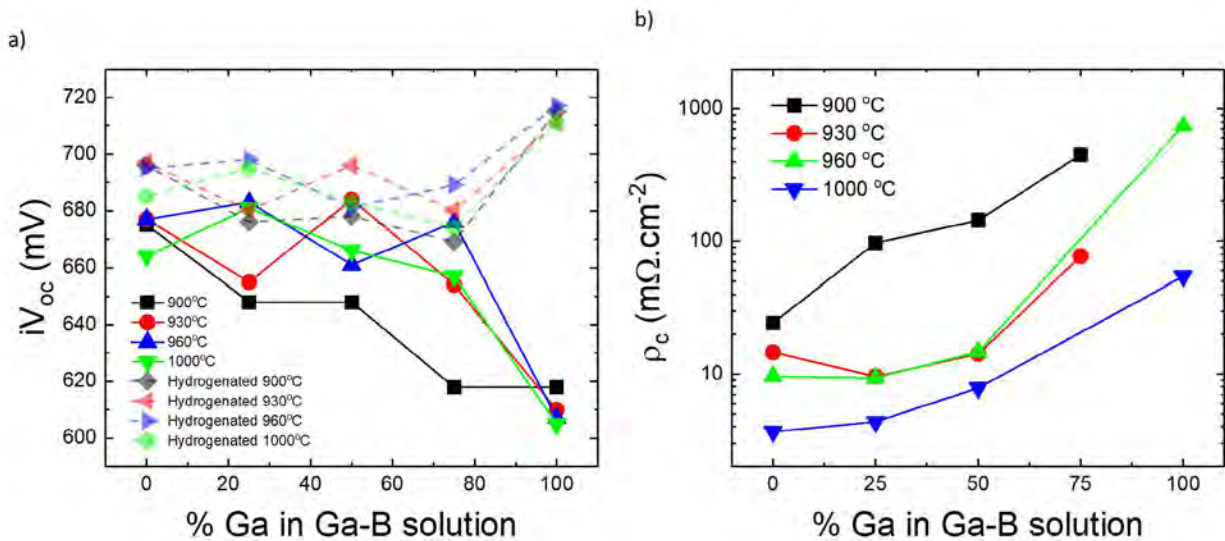 a)
iVoc (mV)
720
700
680
660
640
620
600
900°C
930°C
960°C
1000°C
Hydrogenated 900°C
Hydrogenated 930°C
Hydrogenated 960°C
Hydrogenated 1000°C
0 20 40 60 80 100
% Ga in Ga-B solution
b)
ρc (mΩ.cm-2)
1000
100
10
900 °C
930 °C
960 °C
1000 °C
0 25 50 75 100
% Ga in Ga-B solution